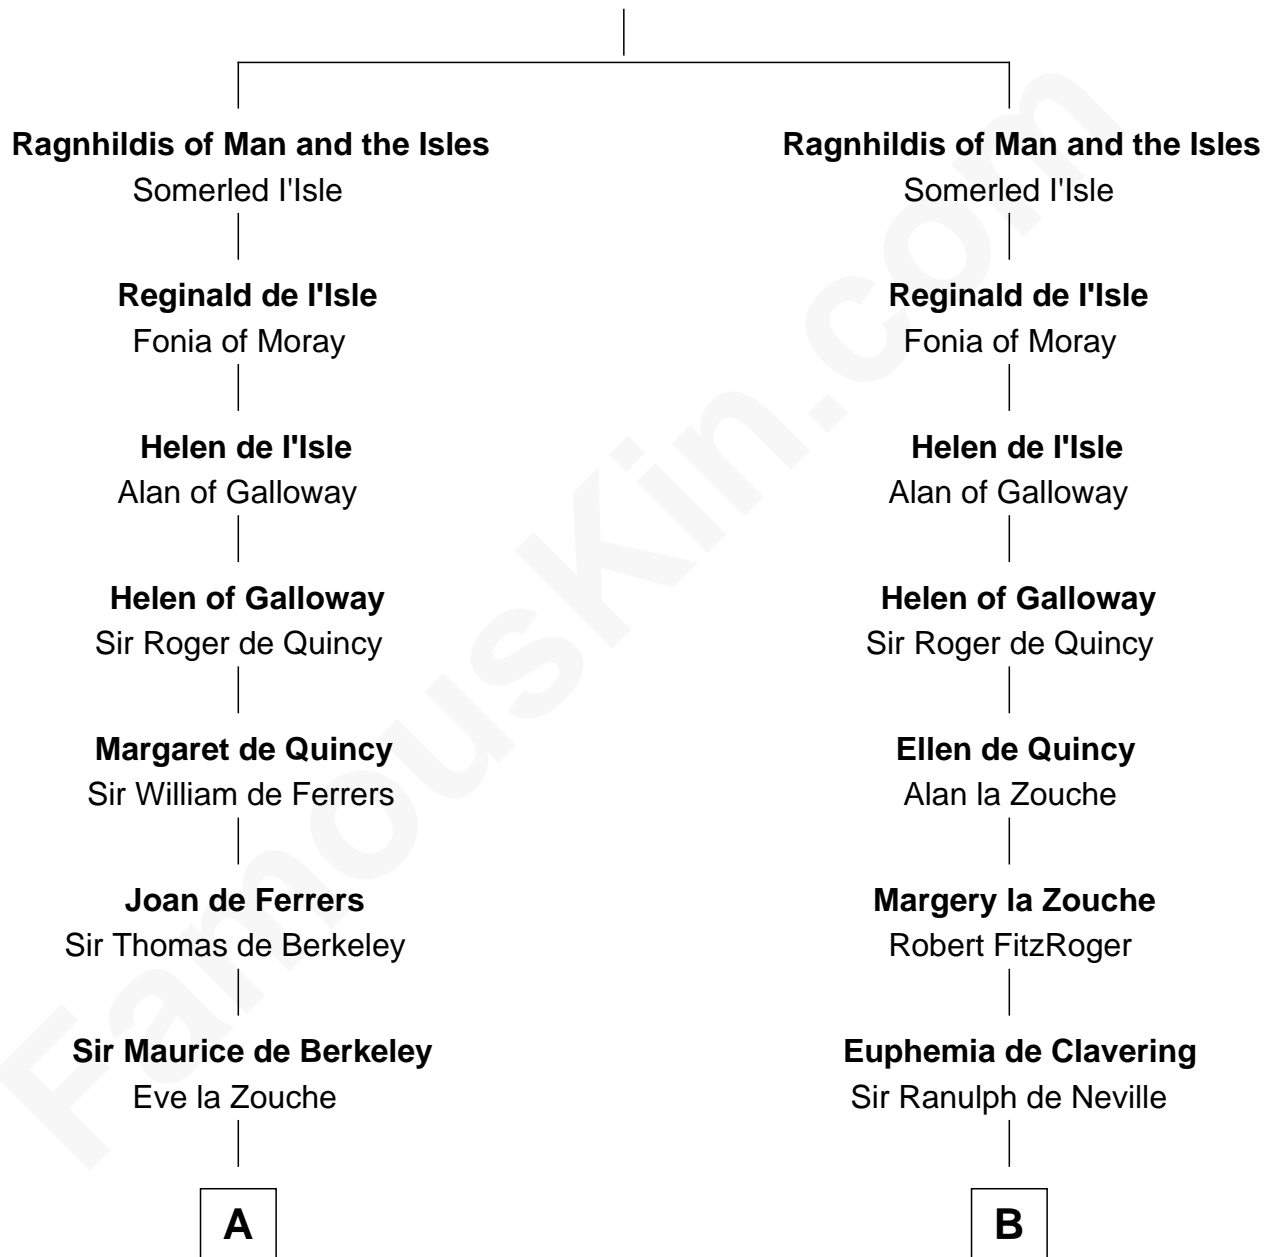 Ragnhildis of Man and the Isles
Somerled I'Isle
Reginald de I'Isle
Fonia of Moray
Helen de I'Isle
Alan of Galloway
Helen of Galloway
Sir Roger de Quincy
Margaret de Quincy
Sir William de Ferrers
Joan de Ferrers
Sir Thomas de Berkeley
Sir Maurice de Berkeley
Eve la Zouche
A
Ragnhildis of Man and the Isles
Somerled I'Isle
Reginald de I'Isle
Fonia of Moray
Helen de I'Isle
Alan of Galloway
Helen of Galloway
Sir Roger de Quincy
Ellen de Quincy
Alan la Zouche
Margery la Zouche
Robert FitzRoger
Euphemia de Clavering
Sir Ranulph de Neville
B
FamousKin.com